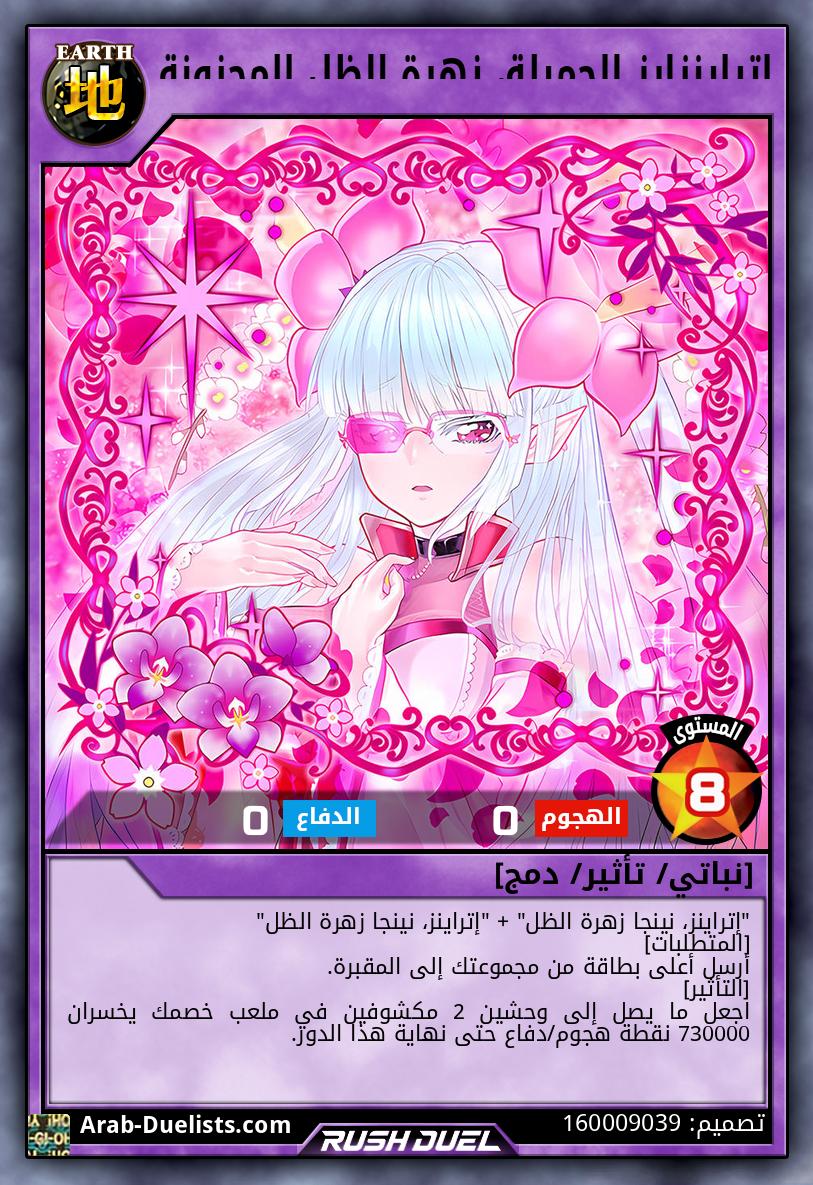 EARTH
地
المستوى
8
الهجوم 0 الدفاع 0
[نباتي/ تأثير/ دمج]
"إتراينز، نينجا زهرة الظل" + "إتراينز، نينجا زهرة الظل"
[المتطلبات]
أرسل أعلى بطاقة من مجموعتك إلى المقبرة.
[التأثير]
اجعل ما يصل إلى وحشين 2 مكشوفين في ملعب خصمك يخسران
730000 نقطة هجوم/دفاع حتى نهاية هذا الدور.
تصميم: 160009039
Arab-Duelists.com
RUSH DUEL